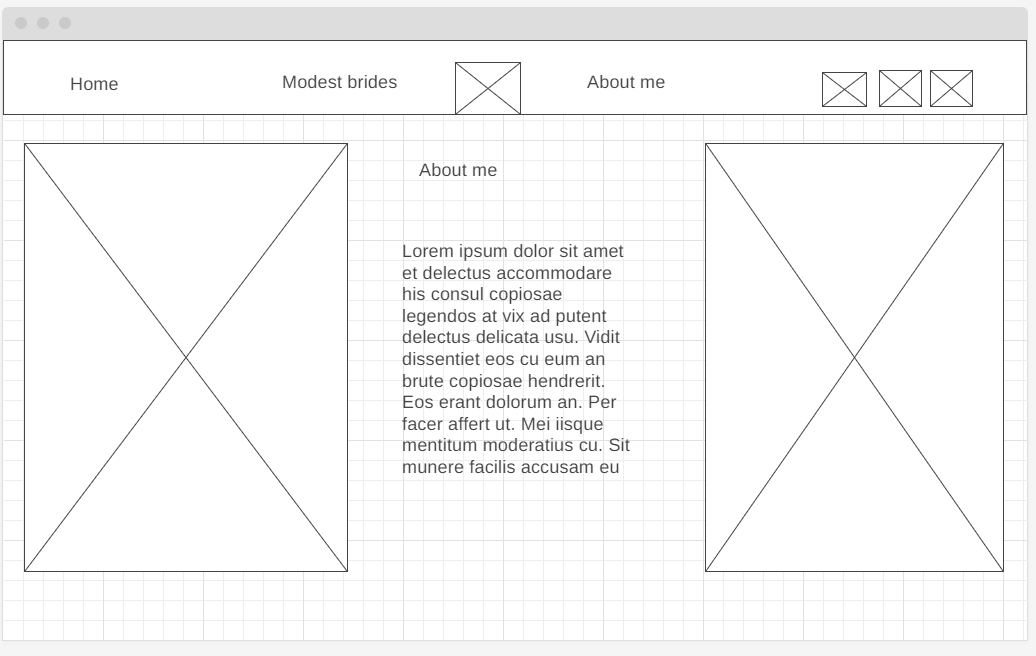 Home
Modest brides
About me
About me
Lorem ipsum dolor sit amet
et delectus accommodare
his consul copiosae
legendos at vix ad putent
delectus delicata usu. Vidit
dissentiet eos cu eum an
brute copiosae hendrerit.
Eos erant dolorum an. Per
facer affert ut. Mei iisque
mentitum moderatius cu. Sit
munere facilis accusam eu